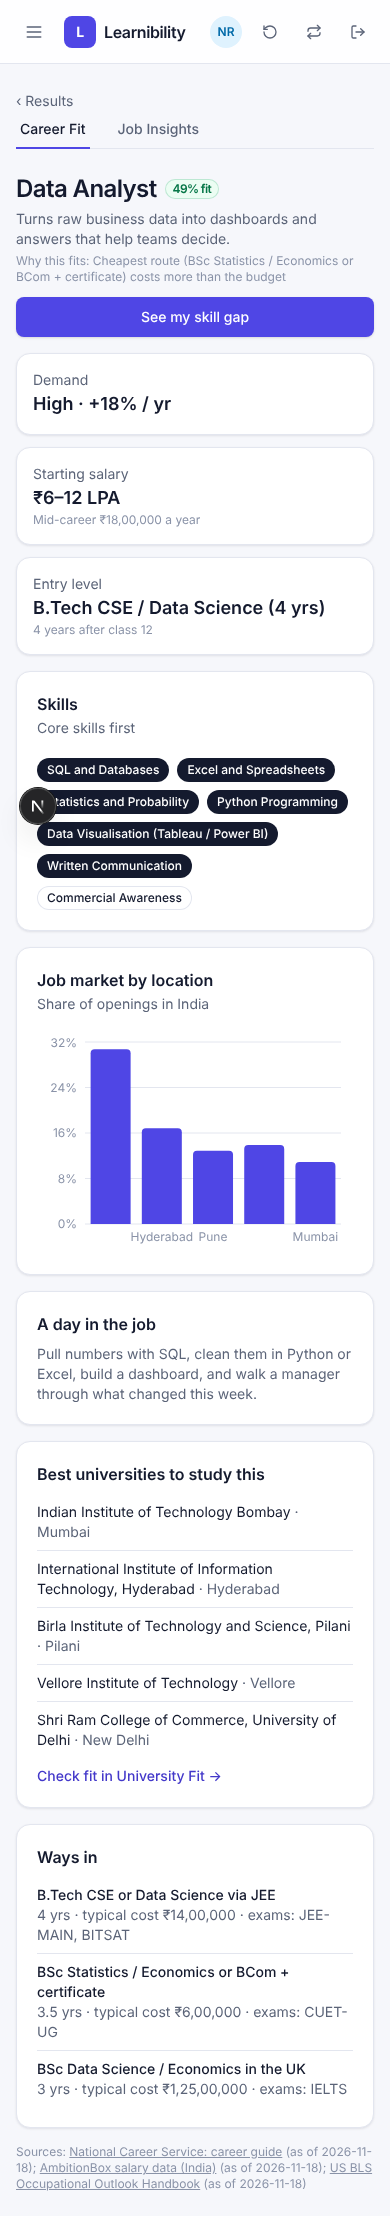 L Learnibility NR
‹ Results
Career Fit Job Insights
Data Analyst 49% fit
Turns raw business data into dashboards and
answers that help teams decide.
Why this fits: Cheapest route (BSc Statistics / Economics or
BCom + certificate) costs more than the budget
See my skill gap
Demand
High · +18% / yr
Starting salary
₹6–12 LPA
Mid-career ₹18,00,000 a year
Entry level
B.Tech CSE / Data Science (4 yrs)
4 years after class 12
Skills
Core skills first
SQL and Databases Excel and Spreadsheets
N tatistics and Probability Python Programming
Data Visualisation (Tableau / Power BI)
Written Communication
Commercial Awareness
Job market by location
Share of openings in India
32%
24%
16%
8%
0%
Hyderabad Pune Mumbai
A day in the job
Pull numbers with SQL, clean them in Python or
Excel, build a dashboard, and walk a manager
through what changed this week.
Best universities to study this
Indian Institute of Technology Bombay ·
Mumbai
International Institute of Information
Technology, Hyderabad · Hyderabad
Birla Institute of Technology and Science, Pilani
· Pilani
Vellore Institute of Technology · Vellore
Shri Ram College of Commerce, University of
Delhi · New Delhi
Check fit in University Fit →
Ways in
B.Tech CSE or Data Science via JEE
4 yrs · typical cost ₹14,00,000 · exams: JEE-
MAIN, BITSAT
BSc Statistics / Economics or BCom +
certificate
3.5 yrs · typical cost ₹6,00,000 · exams: CUET-
UG
BSc Data Science / Economics in the UK
3 yrs · typical cost ₹1,25,00,000 · exams: IELTS
Sources: National Career Service: career guide (as of 2026-11-
18); AmbitionBox salary data (India) (as of 2026-11-18); US BLS
Occupational Outlook Handbook (as of 2026-11-18)